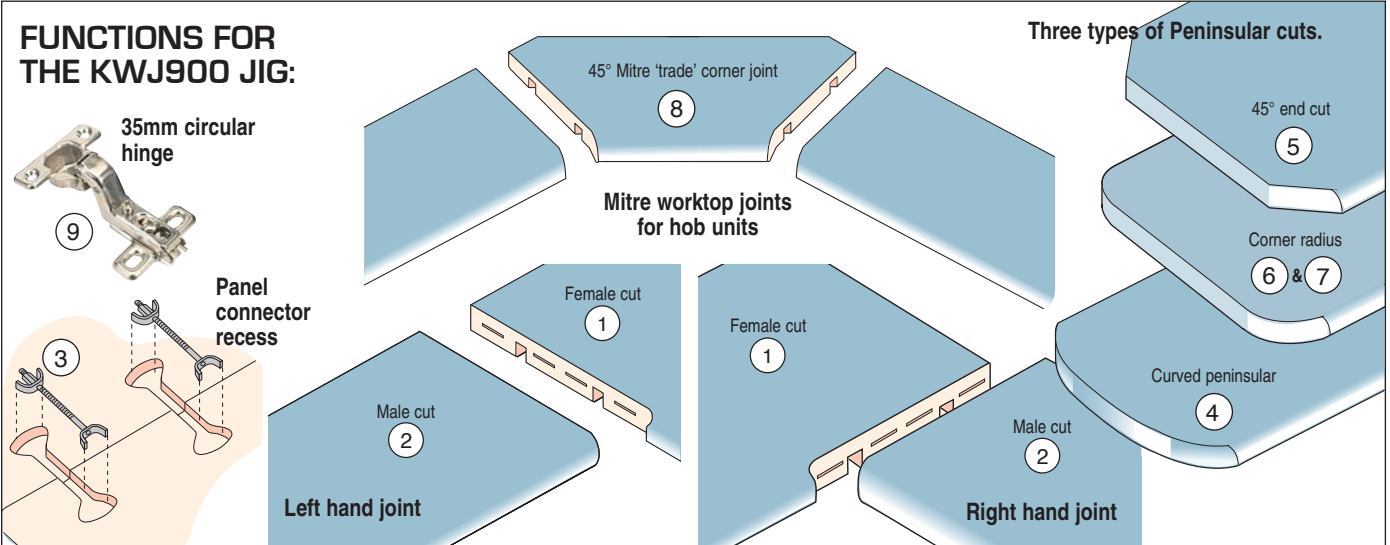 FUNCTIONS FOR
THE KWJ900 JIG:
35mm circular
hinge
9
Panel
connector
recess
3
45° Mitre ‘trade’ corner joint
8
Mitre worktop joints
for hob units
Three types of Peninsular cuts.
45° end cut
5
Corner radius
6 & 7
Curved peninsular
4
Female cut
1
Male cut
2
Left hand joint
Female cut
1
Male cut
2
Right hand joint